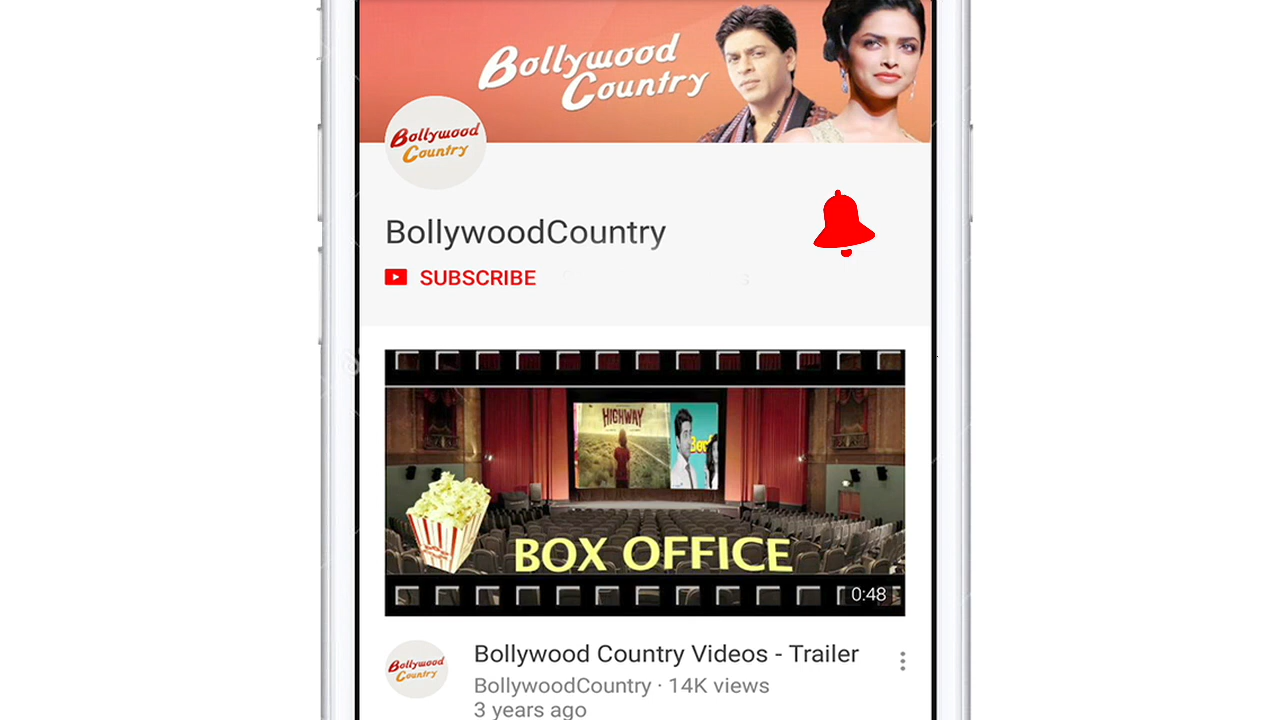 Bollywood
Country
Bollywood
Country
BollywoodCountry
SUBSCRIBE
HIGHWAY
BOX OFFICE
0:48
Bollywood
Country
Bollywood Country Videos - Trailer
BollywoodCountry · 14K views
3 years ago